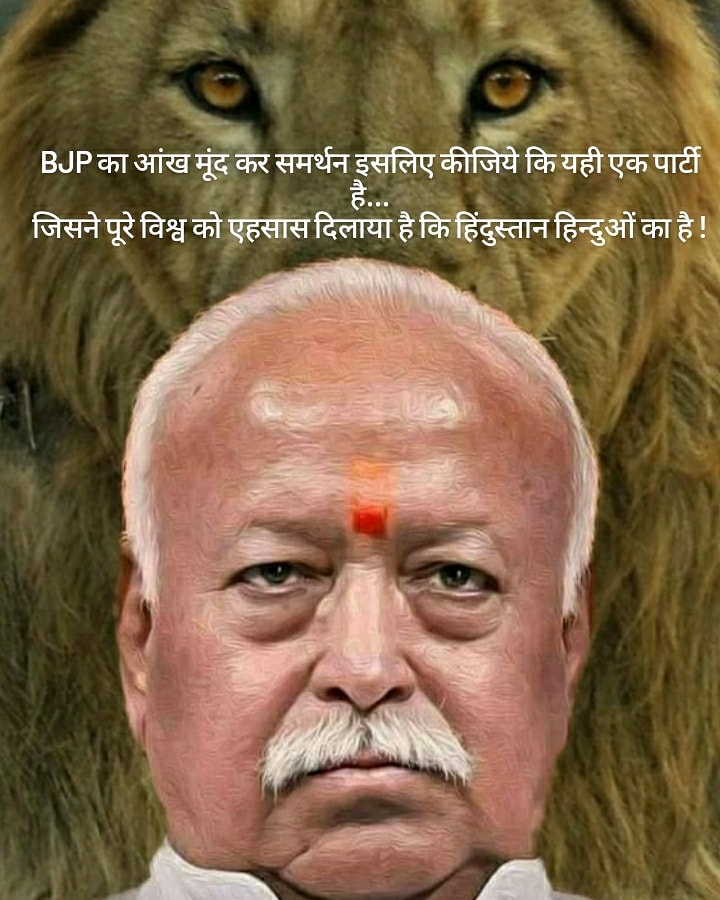 BJP का आंख मूंद कर समर्थन इसलिए कीजिये कि यही एक पार्टी
है...
जिसने पूरे विश्व को एहसास दिलाया है कि हिंदुस्तान हिन्दुओं का है !